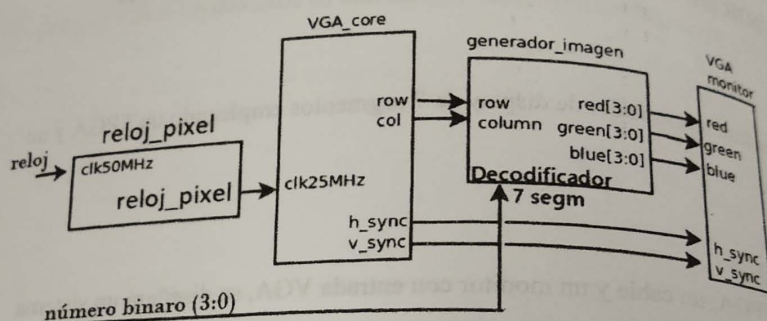 VGA_core
generador_imagen
VGA
monitor
row
col
row
column
red[3:0]
green[3:0]
blue[3:0]
red
green
blue
reloj_pixel
reloj
clk50MHz
reloj_pixel
clk25MHz
Decodificador
7 segm
h_sync
v_sync
h_sync
v_sync
número binaro (3:0)